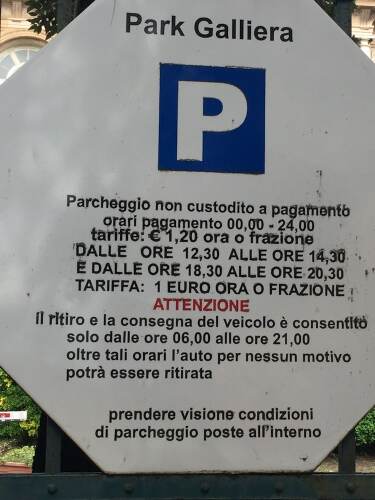 Park Galliera
P
Parcheggio non custodito a pagamento
orari pagamento 00,00 - 24,00
tariffe: € 1,20 ora o frazione
DALLE ORE 12,30 ALLE ORE 14,30
E DALLE ORE 18,30 ALLE ORE 20,30
TARIFFA: 1 EURO ORA O FRAZIONE
ATTENZIONE
Il ritiro e la consegna del veicolo è consentito
solo dalle ore 06,00 alle ore 21,00
oltre tali orari l'auto per nessun motivo
potrà essere ritirata
prendere visione condizioni
di parcheggio poste all'interno